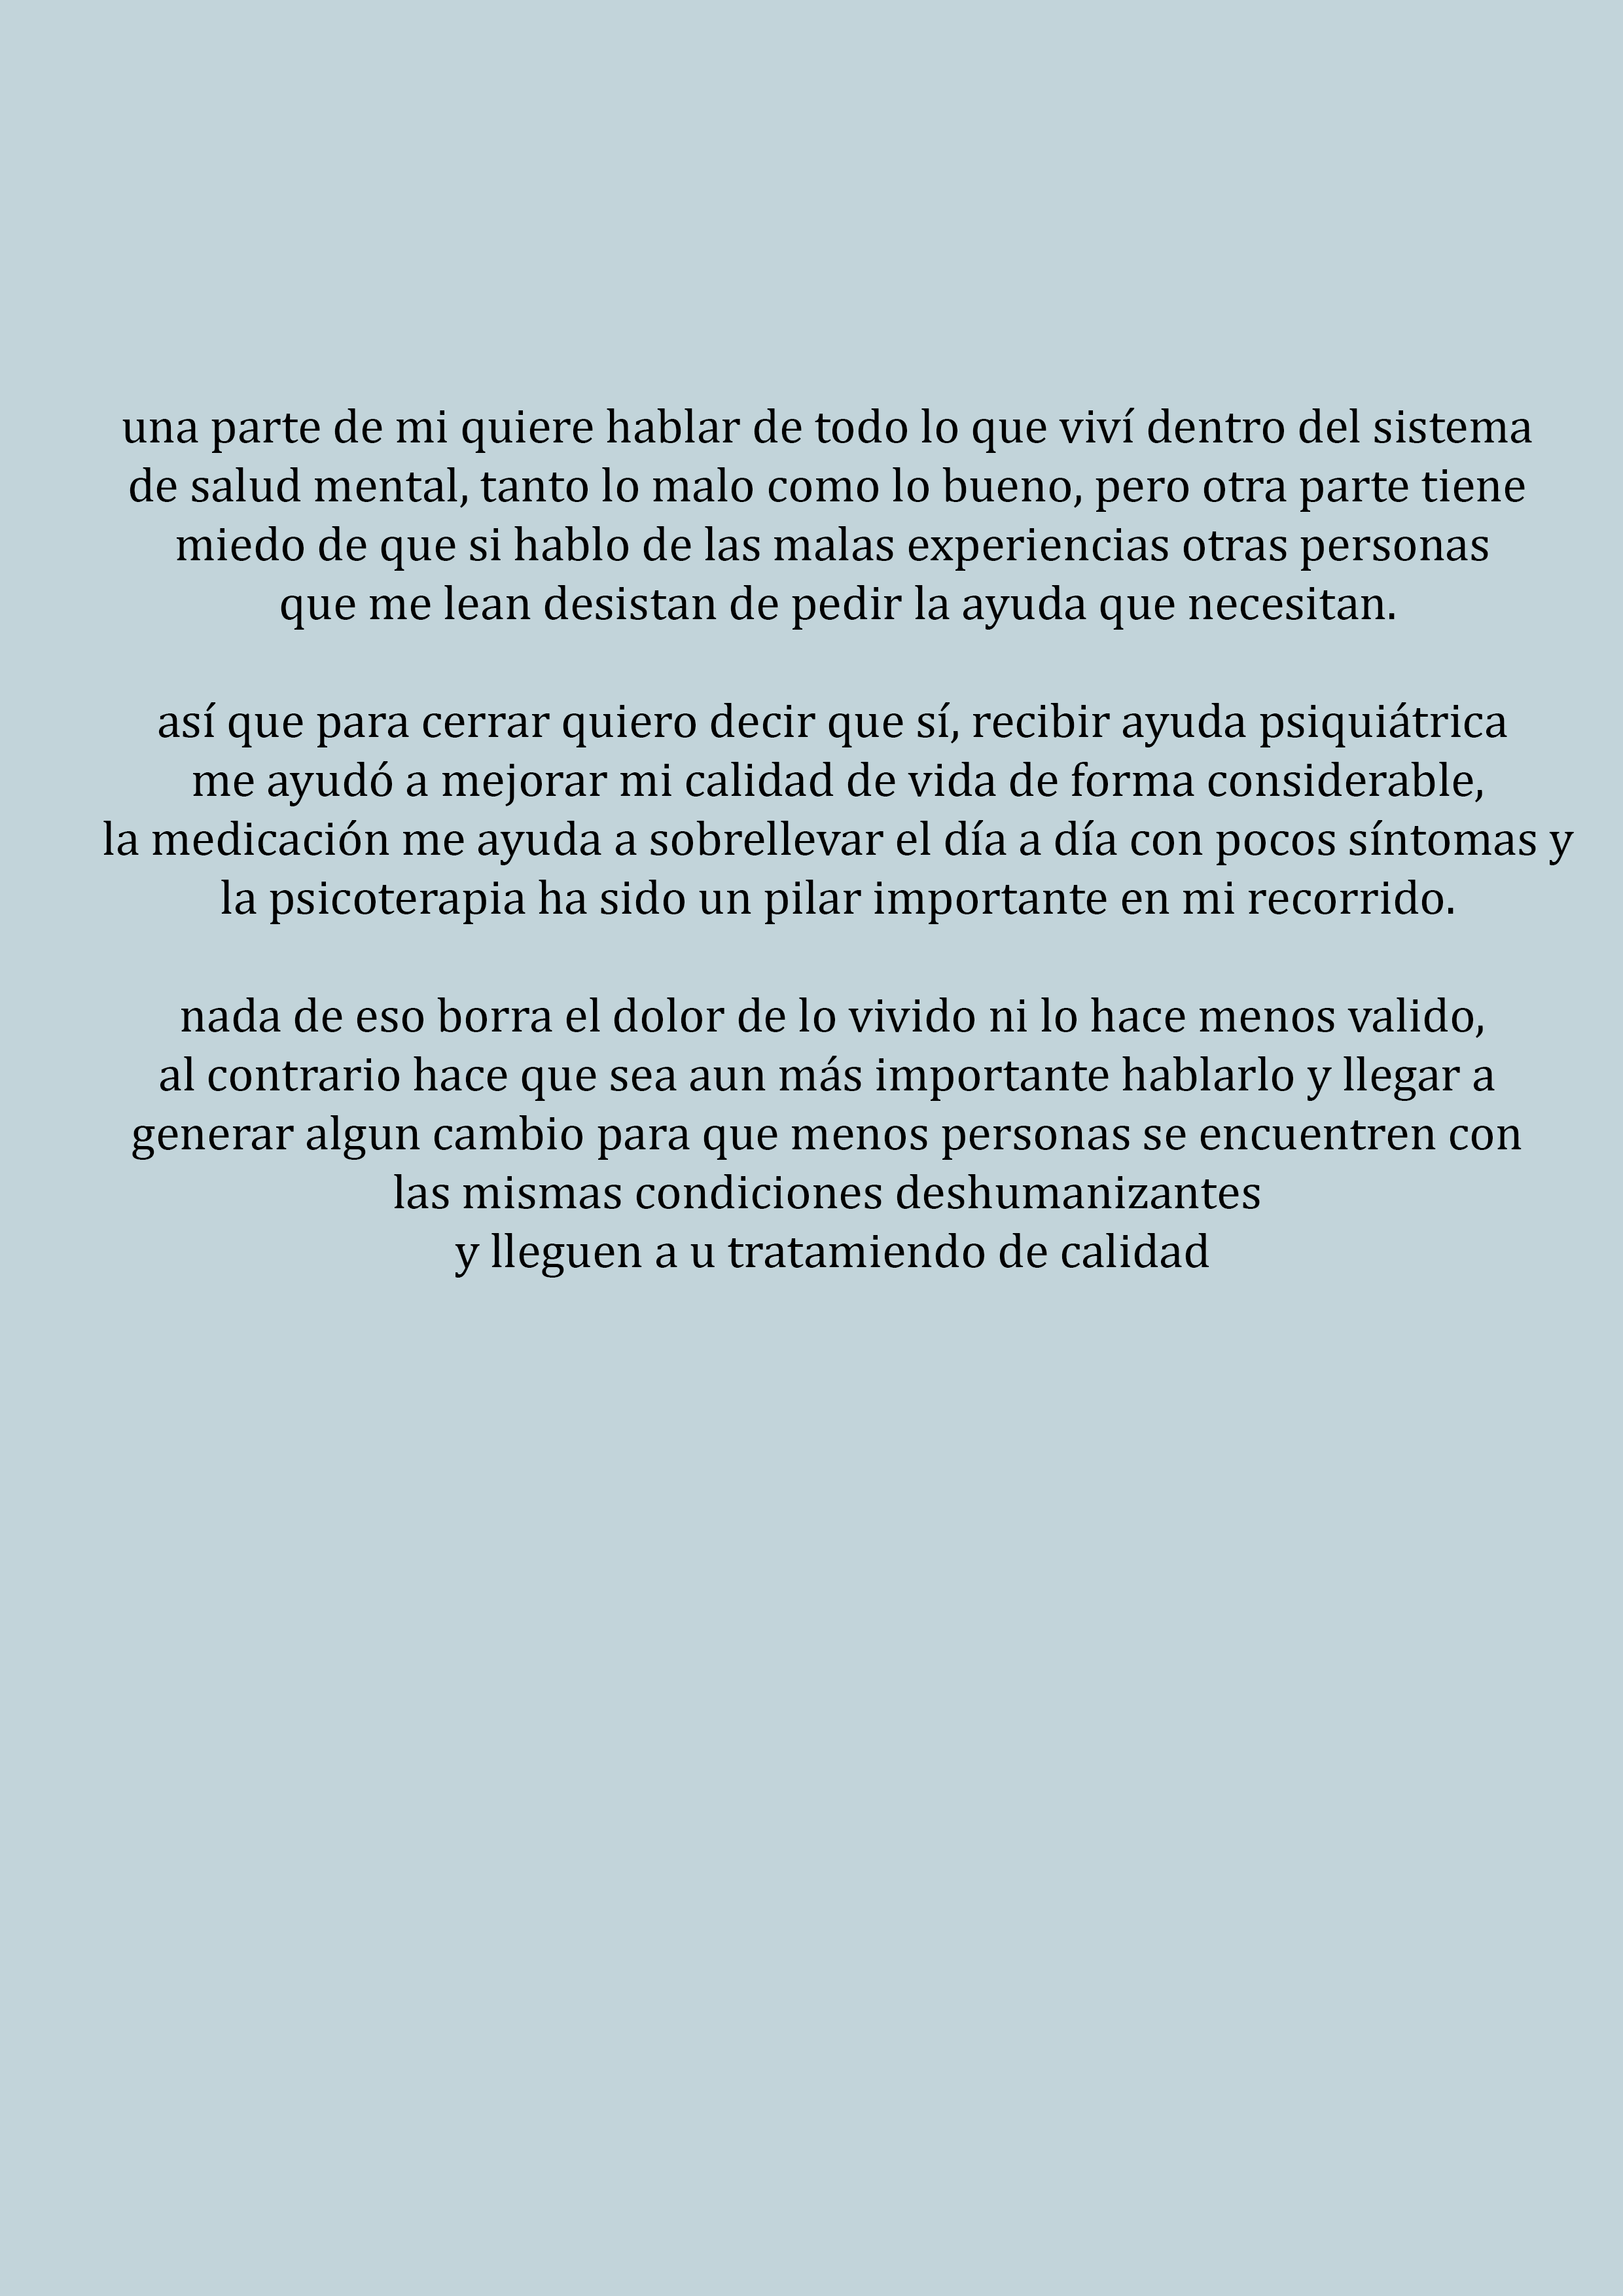 una parte de mi quiere hablar de todo lo que viví dentro del sistema
de salud mental, tanto lo malo como lo bueno, pero otra parte tiene
miedo de que si hablo de las malas experiencias otras personas
que me lean desistan de pedir la ayuda que necesitan.
así que para cerrar quiero decir que sí, recibir ayuda psiquiátrica
me ayudó a mejorar mi calidad de vida de forma considerable,
la medicación me ayuda a sobrellevar el día a día con pocos síntomas y
la psicoterapia ha sido un pilar importante en mi recorrido.
nada de eso borra el dolor de lo vivido ni lo hace menos valido,
al contrario hace que sea aun más importante hablarlo y llegar a
generar algun cambio para que menos personas se encuentren con
las mismas condiciones deshumanizantes
y lleguen a u tratamiendo de calidad